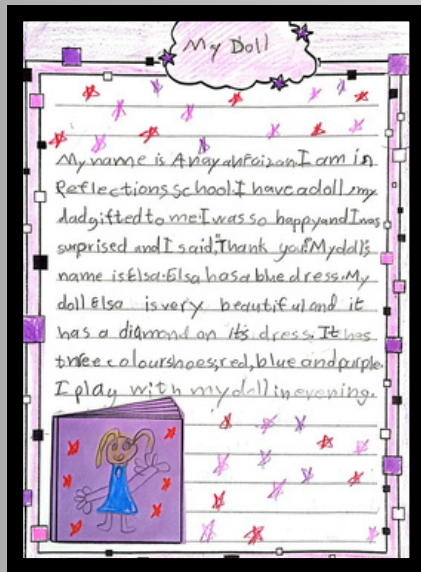 My Doll
My name is Anayah Faizan I am in
Reflections school. I have a doll, my
dad gifted to me. I was so happy and I was
surprised and I said,"Thank you." My doll's
name is Elsa. Elsa has a blue dress. My
doll Elsa is very beautiful and it
has a diamond on it's dress. It has
three colour shoes; red, blue and purple.
I play with my doll in evening.